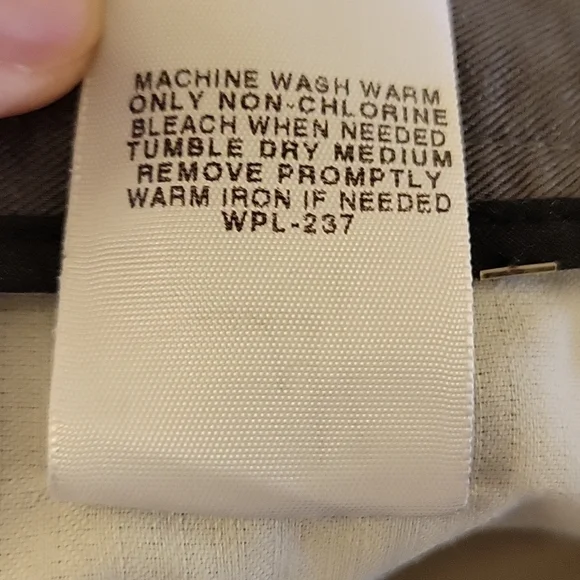 MACHINE WASH WARM
ONLY NON-CHLORINE
BLEACH WHEN NEEDED
TUMBLE DRY MEDIUM
REMOVE PROMPTLY
WARM IRON IF NEEDED
WPL-237